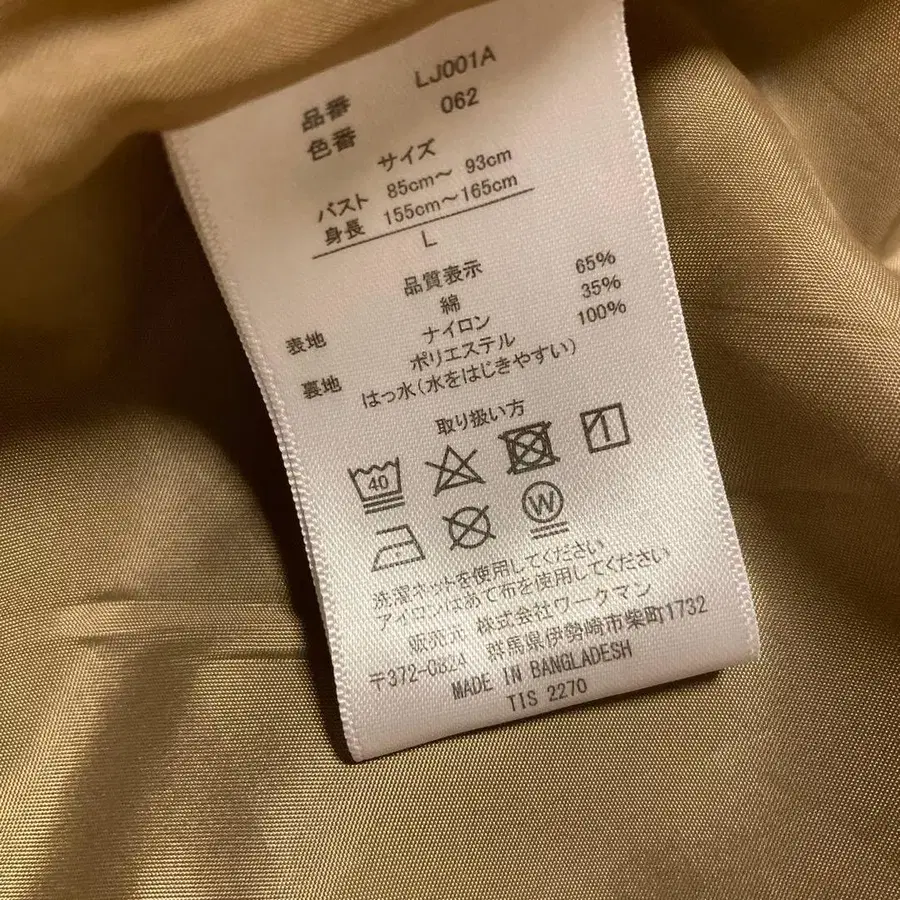 品番 LJ001A
色番 062
サイズ
バスト 85cm～ 93cm
身長 155cm～165cm
L
品質表示
表地 綿 65%
ナイロン 35%
裏地 ポリエステル 100%
はっ水(水をはじきやすい)
取り扱い方
40
W
洗濯ネットを使用してください
アイロンはあて布を使用してください
販売元 株式会社ワークマン
〒372-0824 群馬県伊勢崎市柴町1732
MADE IN BANGLADESH
TIS 2270